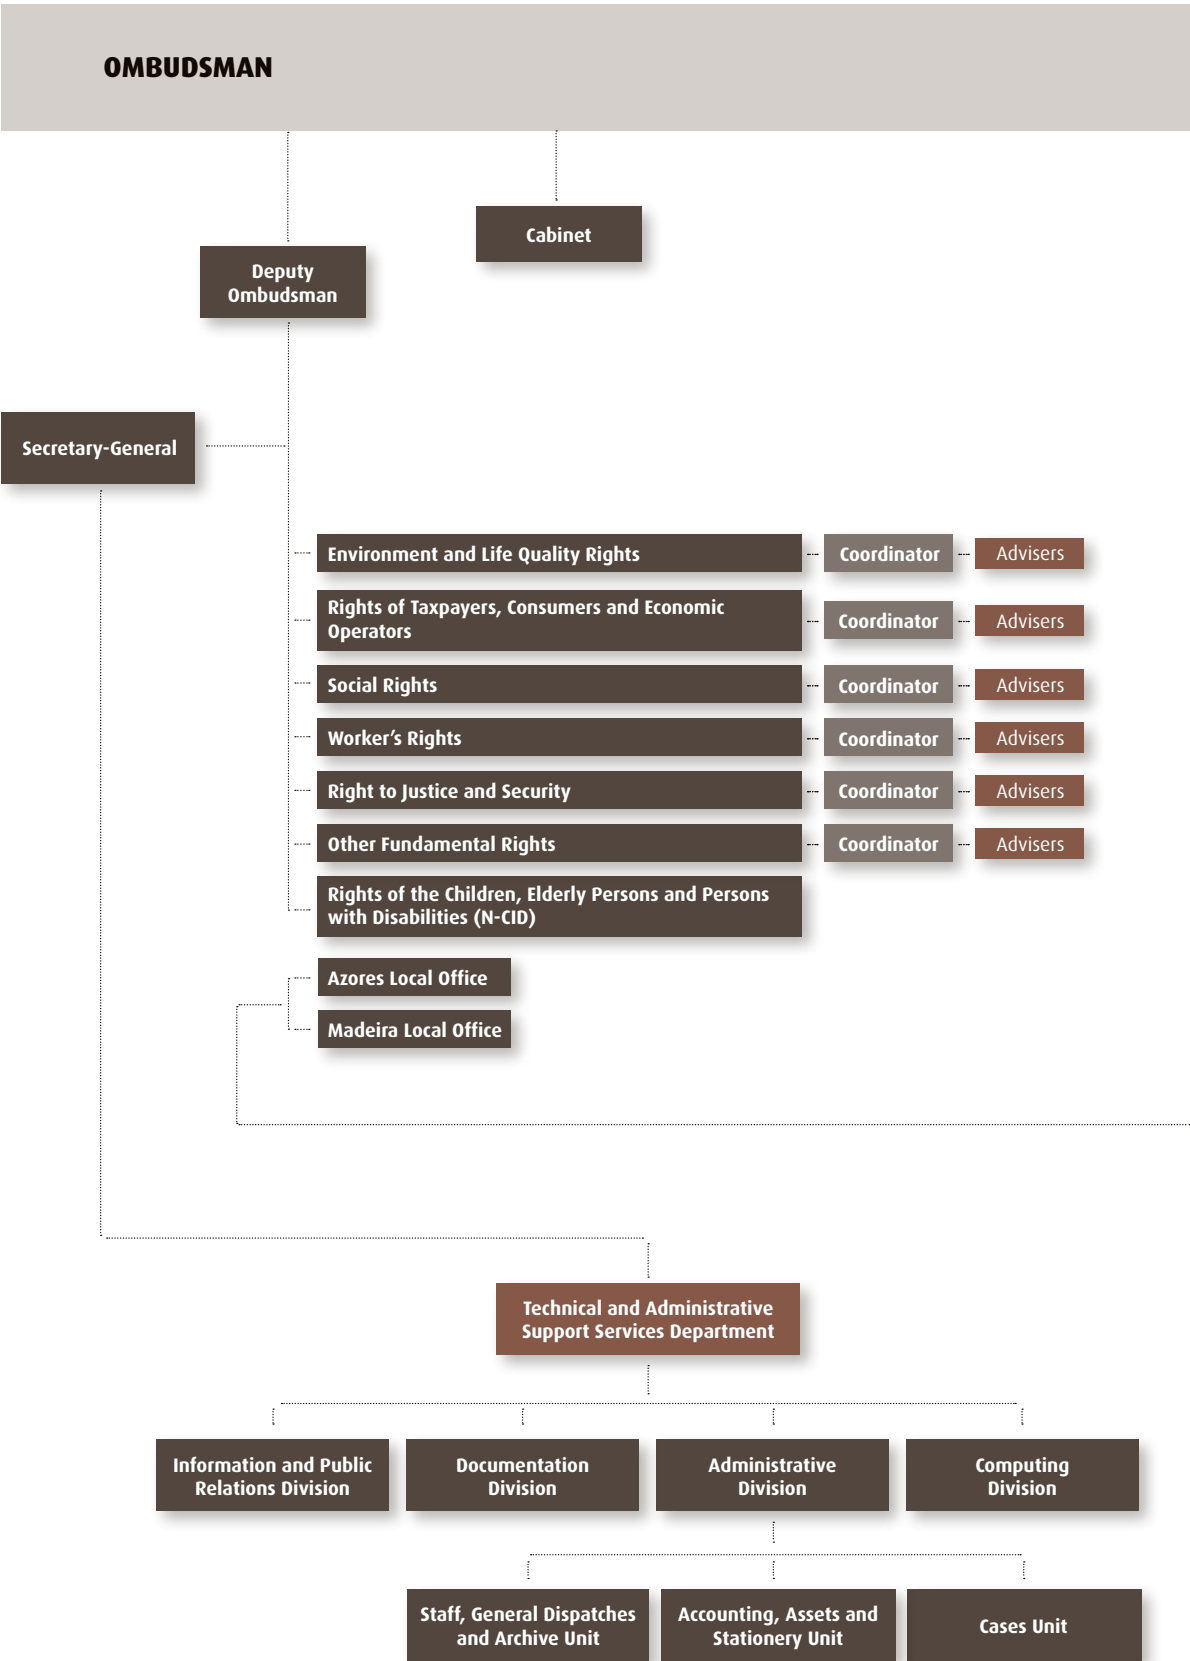 OMBUDSMAN
Cabinet
Deputy
Ombudsman
Secretary-General
Environment and Life Quality Rights Coordinator Advisers
Rights of Taxpayers, Consumers and Economic
Operators Coordinator Advisers
Social Rights Coordinator Advisers
Worker’s Rights Coordinator Advisers
Right to Justice and Security Coordinator Advisers
Other Fundamental Rights Coordinator Advisers
Rights of the Children, Elderly Persons and Persons
with Disabilities (N-CID)
Azores Local Office
Madeira Local Office
Technical and Administrative
Support Services Department
Information and Public
Relations Division
Documentation
Division
Administrative
Division
Computing
Division
Staff, General Dispatches
and Archive Unit
Accounting, Assets and
Stationery Unit
Cases Unit